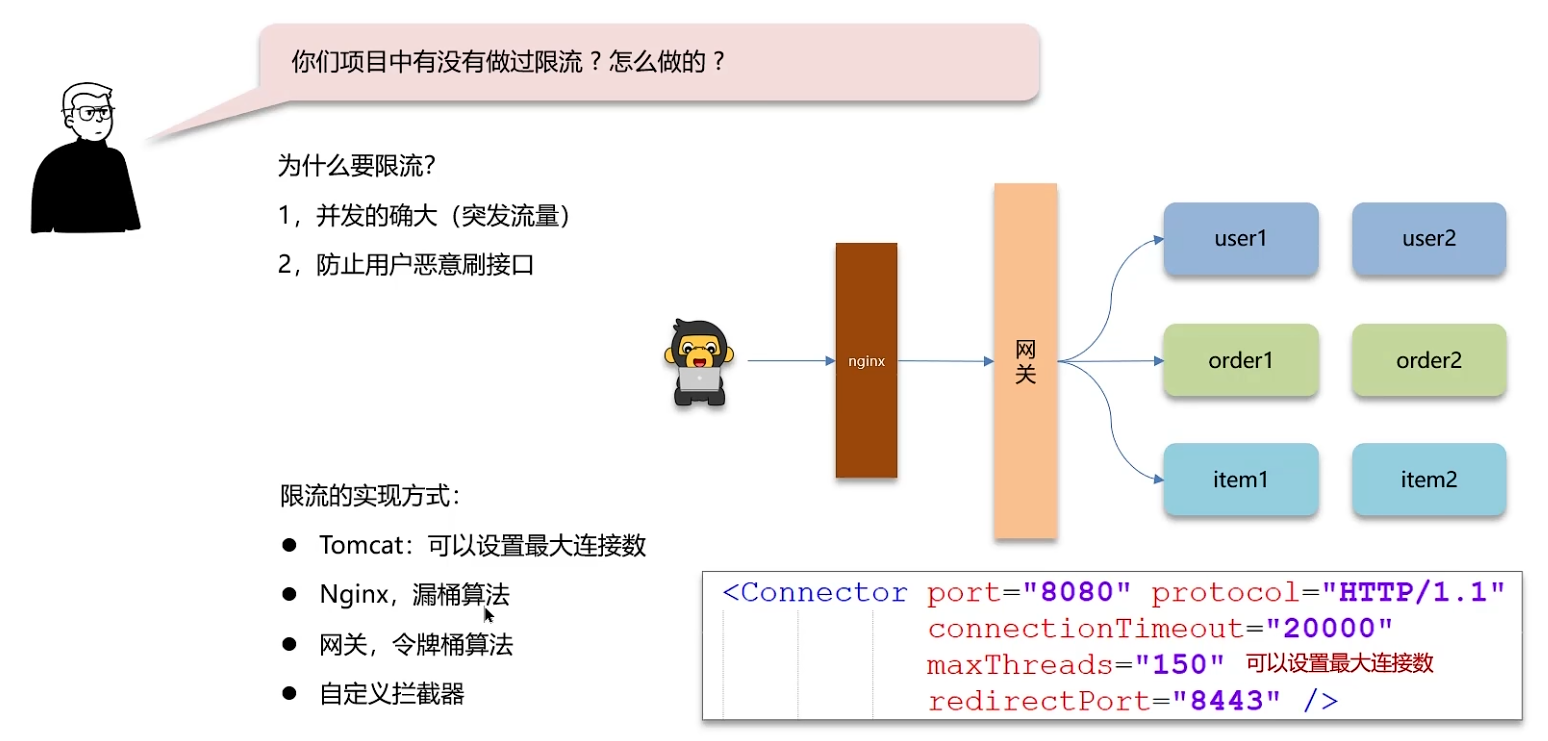 你们项目中有没有做过限流？怎么做的？
为什么要限流？
1，并发的确大（突发流量）
2，防止用户恶意刷接口
nginx
网关
user1
user2
order1
order2
item1
item2
限流的实现方式：
● Tomcat：可以设置最大连接数
● Nginx，漏桶算法
● 网关，令牌桶算法
● 自定义拦截器
<Connector port="8080" protocol="HTTP/1.1"
connectionTimeout="20000"
maxThreads="150" 可以设置最大连接数
redirectPort="8443" />